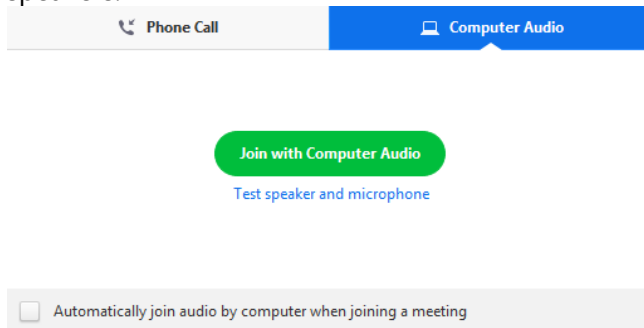 Phone Call
Computer Audio
Join with Computer Audio
Test speaker and microphone
Automatically join audio by computer when joining a meeting